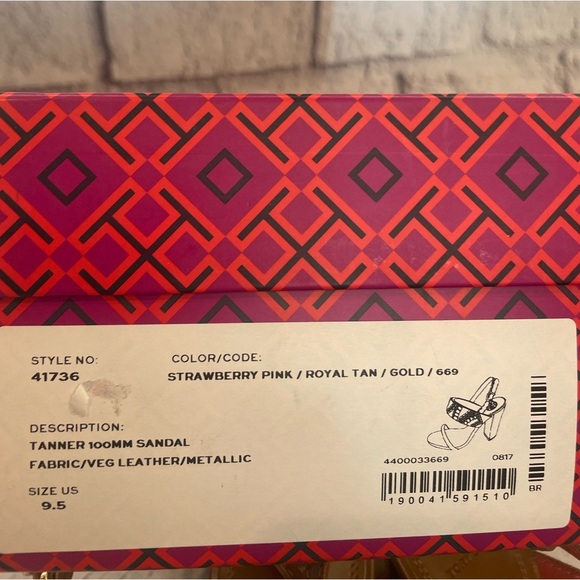 STYLE NO:
41736
COLOR/CODE:
STRAWBERRY PINK / ROYAL TAN / GOLD / 669
DESCRIPTION:
TANNER 100MM SANDAL
FABRIC/VEG LEATHER/METALLIC
SIZE US
9.5
4400033669 0817
190041591510
BR